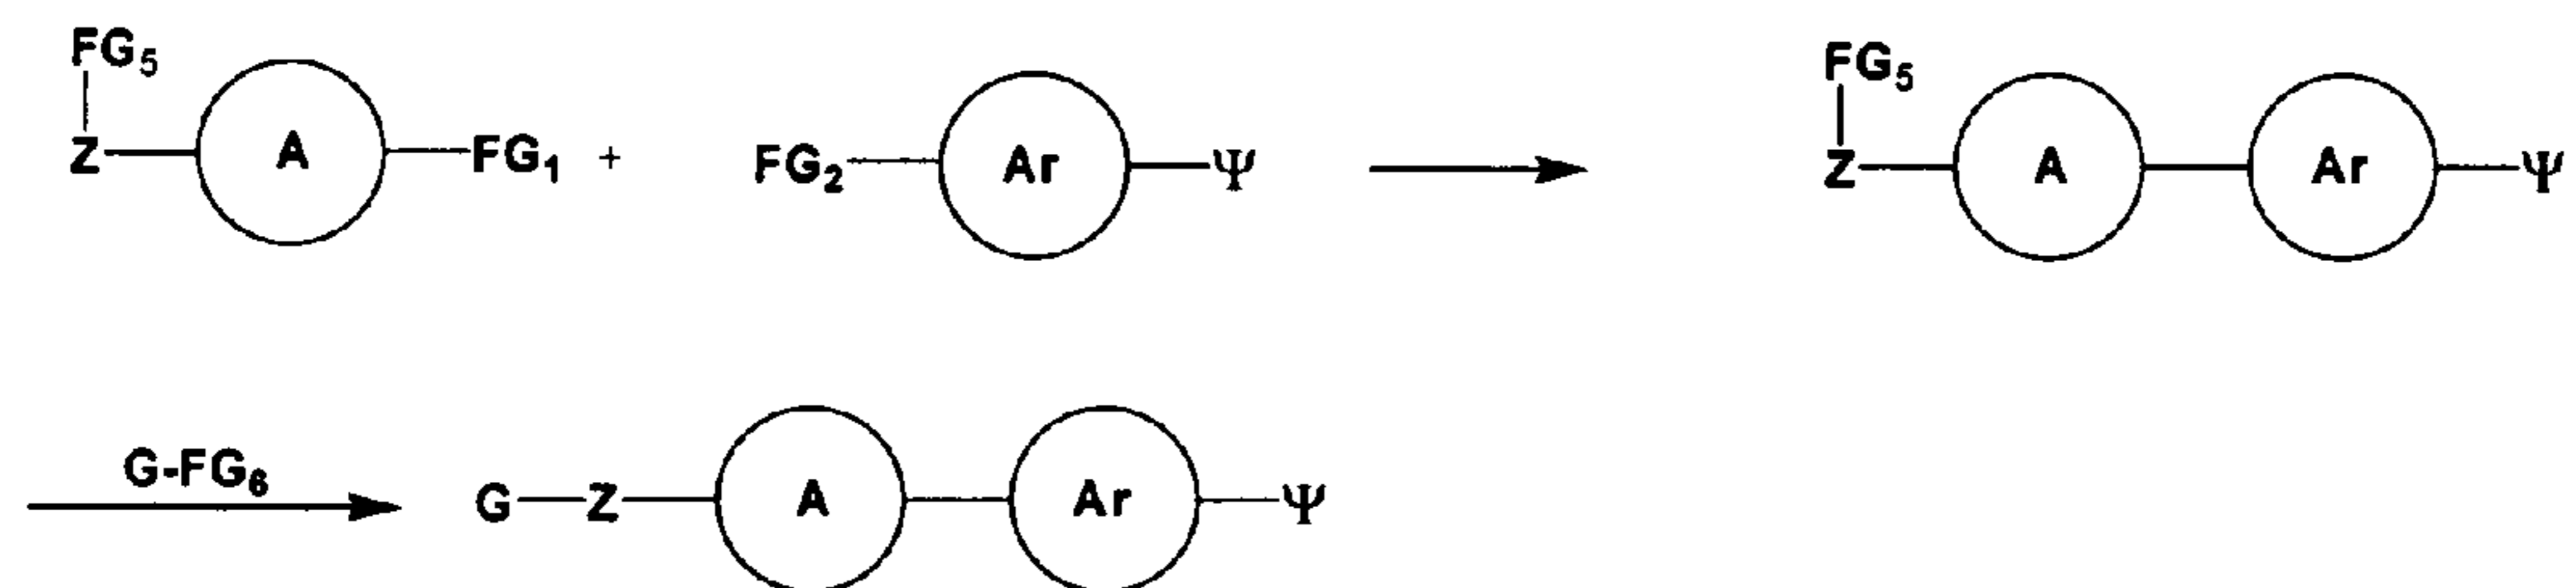 FG₅ FG₅
Z A FG₁ + FG₂ Ar Ψ Z A Ar Ψ
G-FG₆
G Z A Ar Ψ